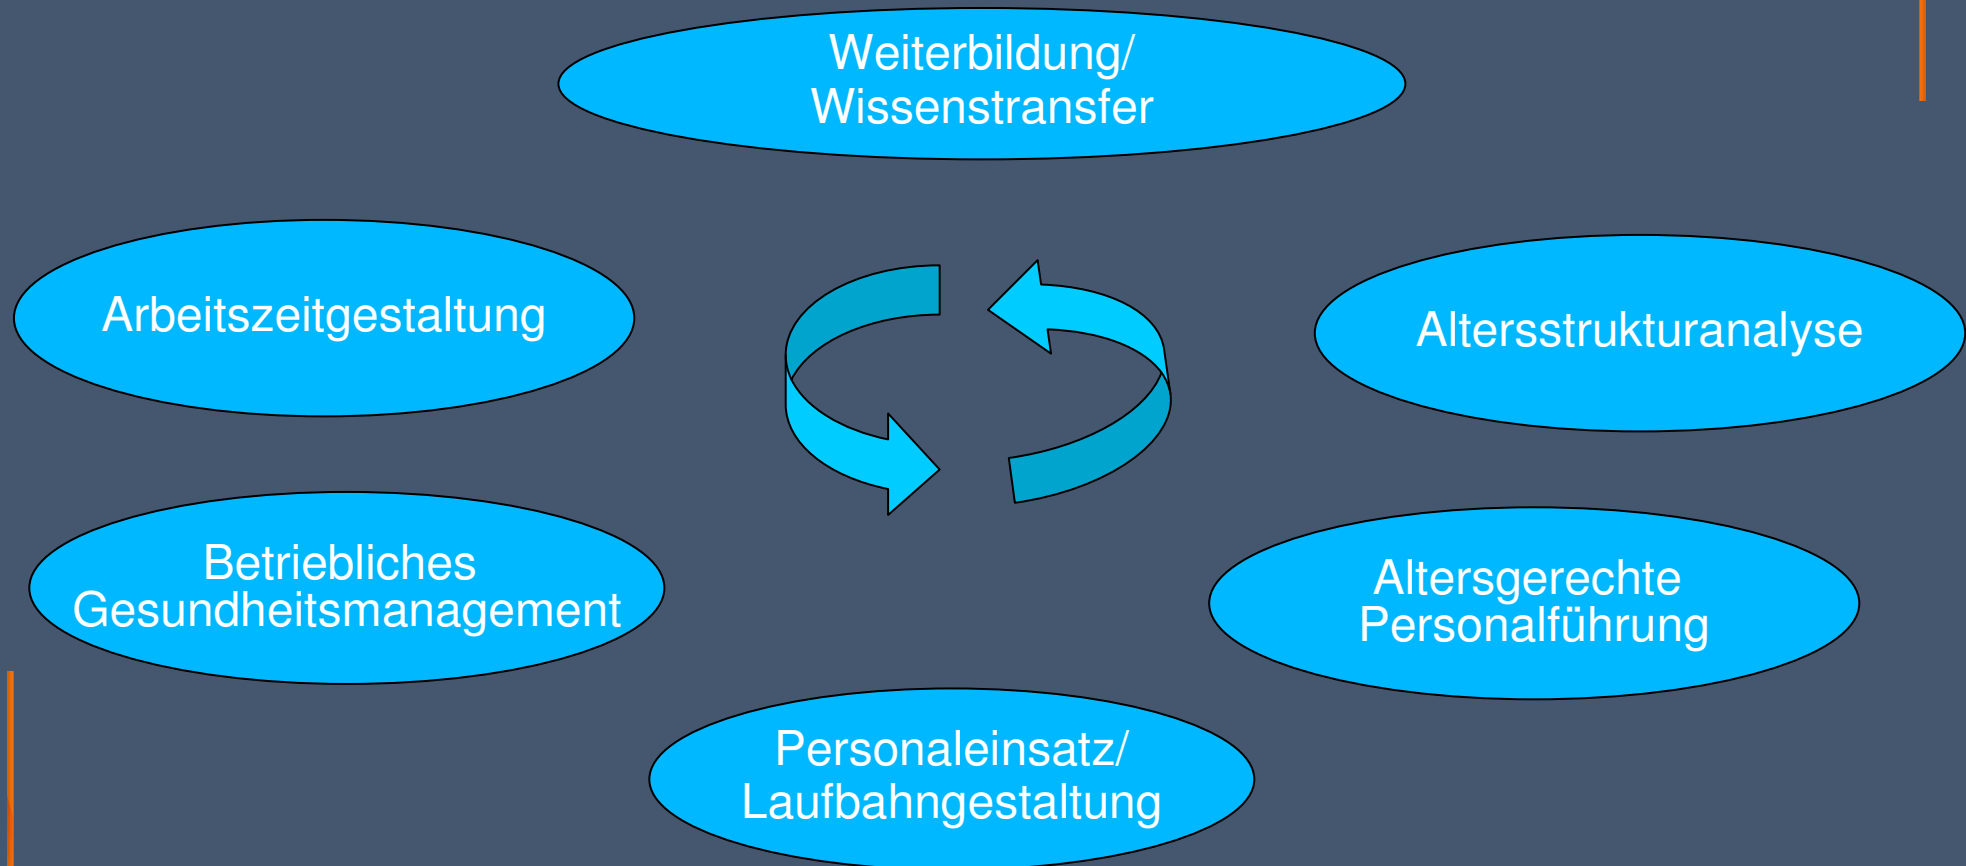 Weiterbildung/
Wissenstransfer
Arbeitszeitgestaltung
Altersstrukturanalyse
Betriebliches
Gesundheitsmanagement
Altersgerechte
Personalführung
Personaleinsatz/
Laufbahngestaltung